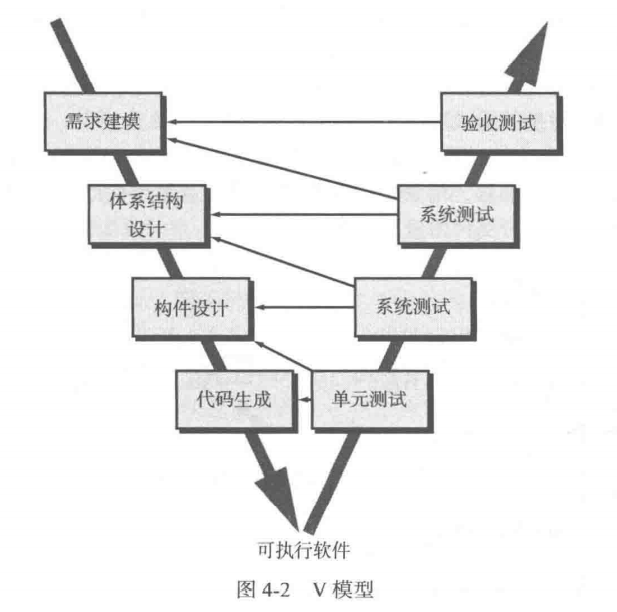 需求建模
验收测试
体系结构
设计
系统测试
构件设计
系统测试
代码生成
单元测试
可执行软件
图 4-2 V 模型